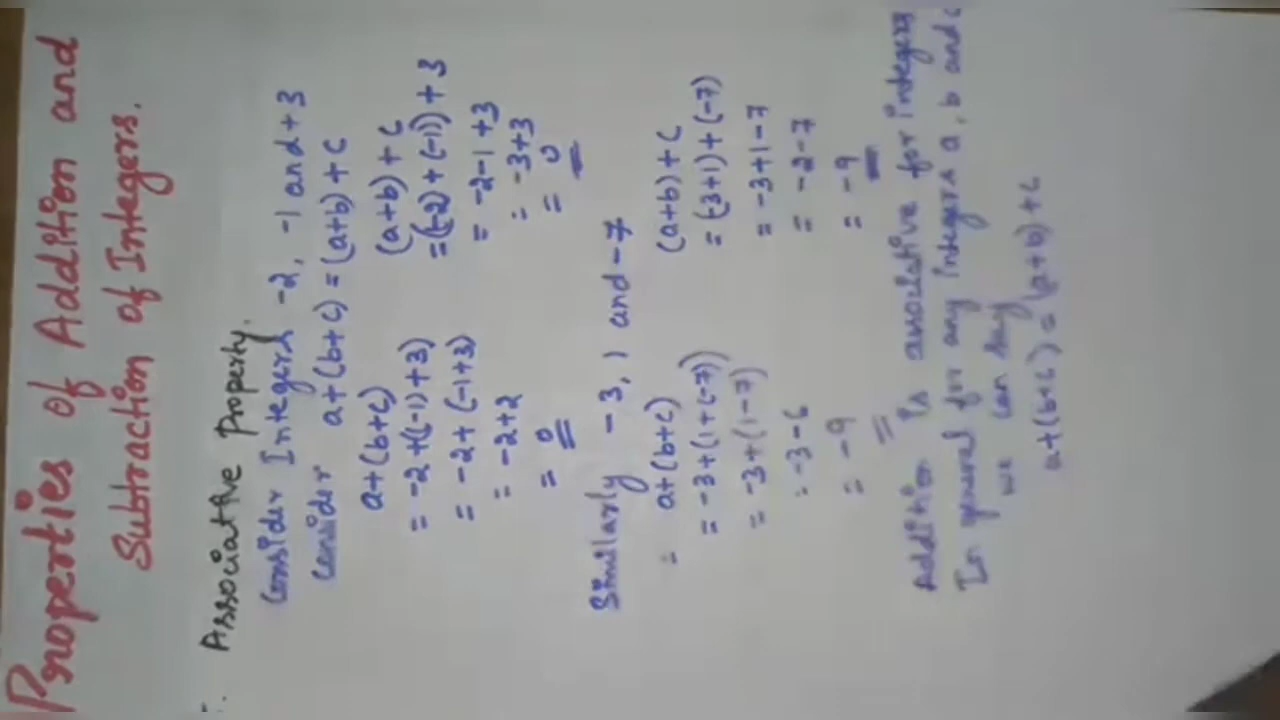 Properties of Addition and
Subtraction of Integers.
Associative Property.
Consider Integers -2, -1 and +3
Consider a+(b+c) = (a+b)+c
a+(b+c)
= -2+((-1)+3)
= -2+(-1+3)
= -2+2
= 0
(a+b)+c
=((-2)+(-1))+3
= -2-1+3
= -3+3
= 0
Similarly -3, 1 and -7
= a+(b+c)
= -3+(1+(-7))
= -3+(1-7)
= -3-6
= -9
(a+b)+c
= (-3+1)+(-7)
= -3+1-7
= -2-7
= -9
Addition is associative for integers
In general for any integers a, b and c
we can say
a+(b+c) = (a+b)+c